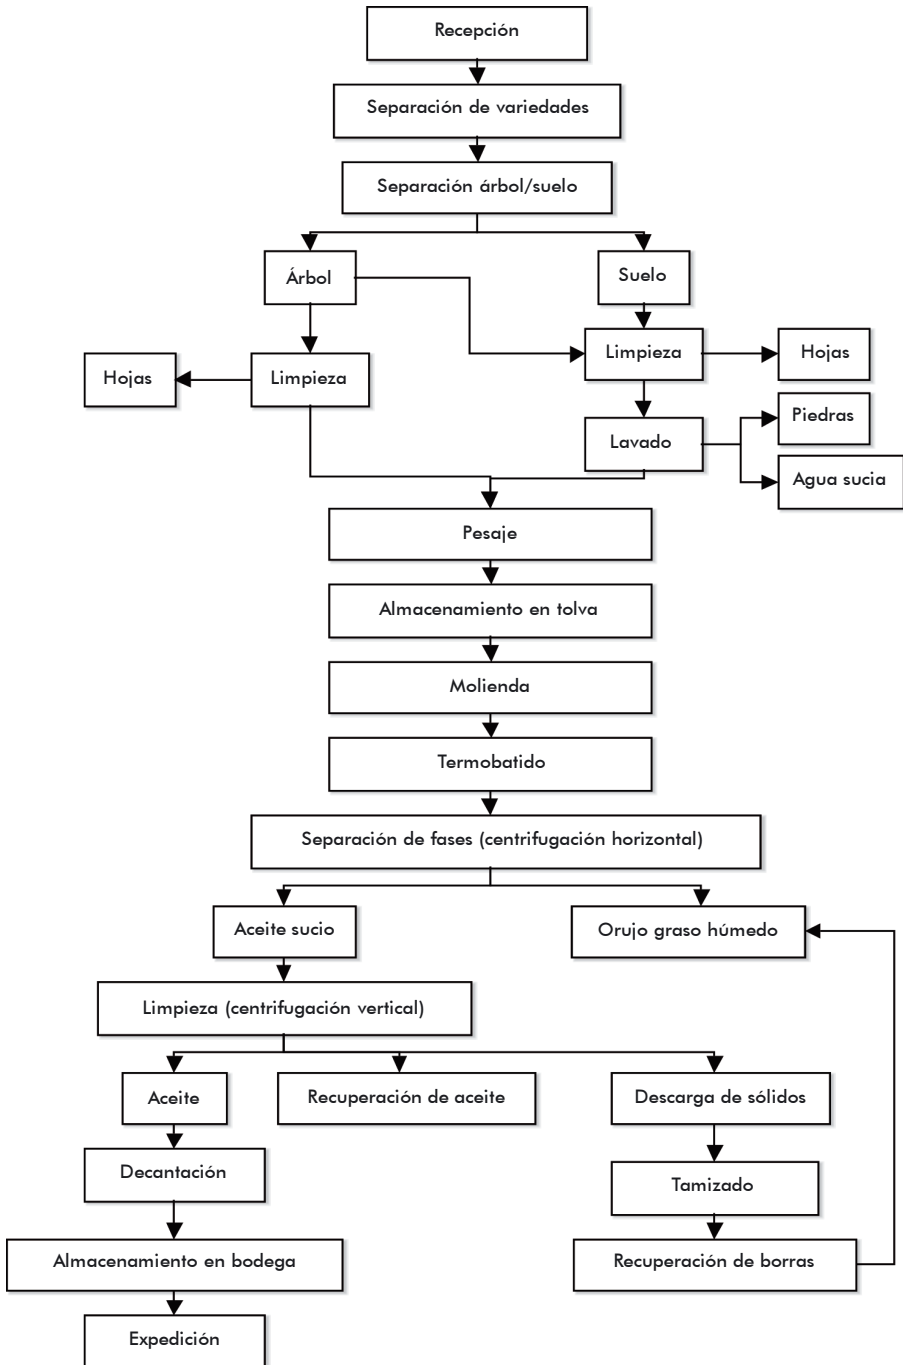 Recepción
Separación de variedades
Separación árbol/suelo
Árbol
Suelo
Limpieza
Hojas
Hojas
Limpieza
Piedras
Lavado
Agua sucia
Pesaje
Almacenamiento en tolva
Molienda
Termobatido
Separación de fases (centrifugación horizontal)
Aceite sucio
Orujo graso húmedo
Limpieza (centrifugación vertical)
Aceite
Recuperación de aceite
Descarga de sólidos
Decantación
Tamizado
Almacenamiento en bodega
Recuperación de borras
Expedición